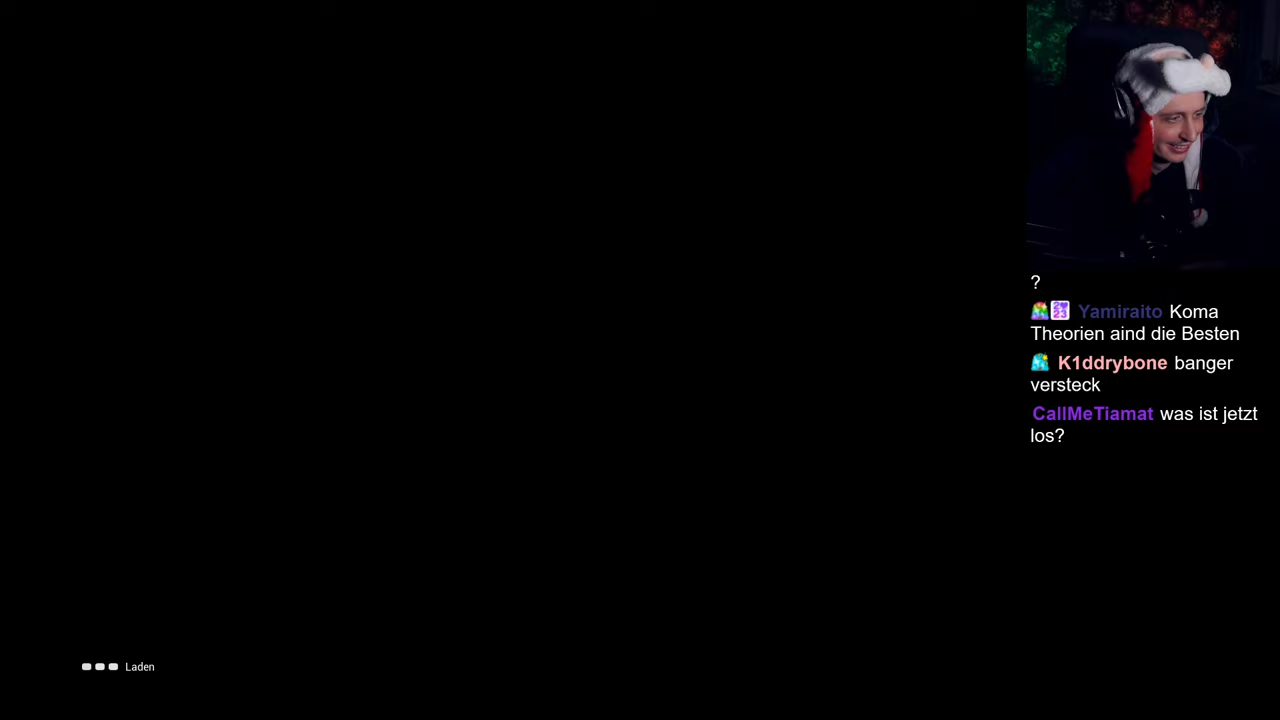 ?
Yamiraito Koma
Theorien aind die Besten
K1ddrybone banger
versteck
CallMeTiamat was ist jetzt
los?
Laden